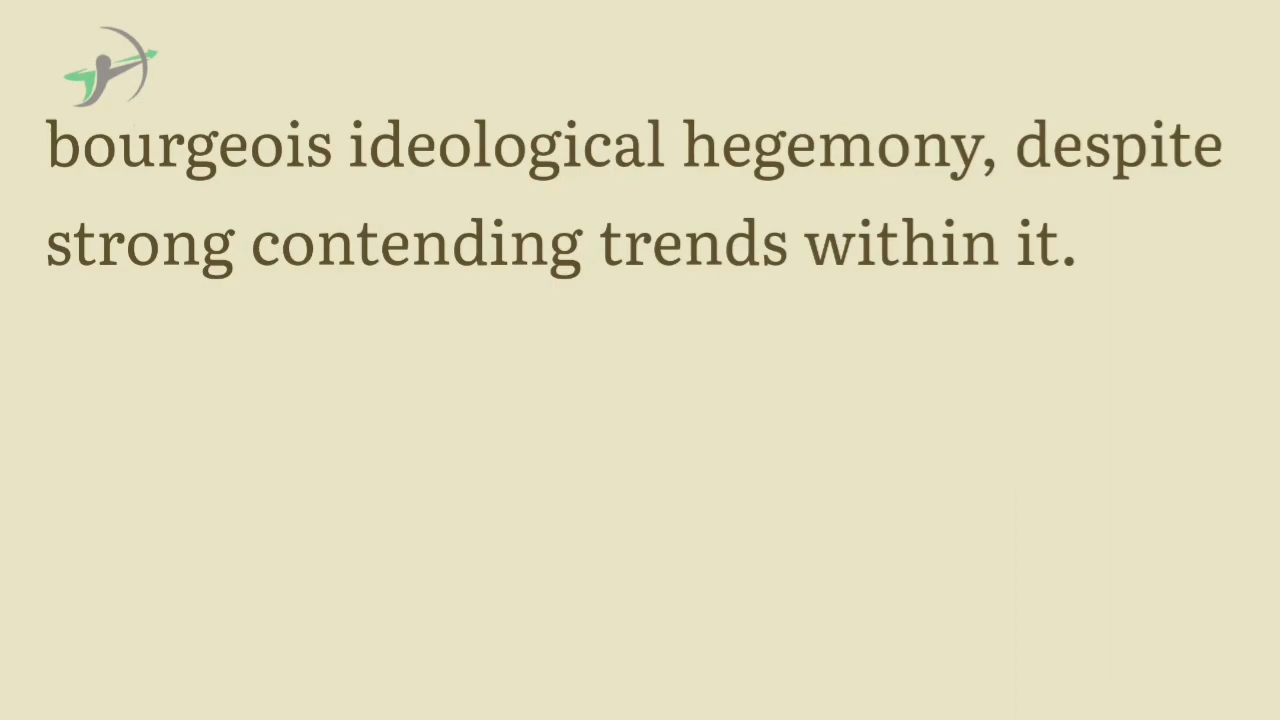 bourgeois ideological hegemony, despite
strong contending trends within it.